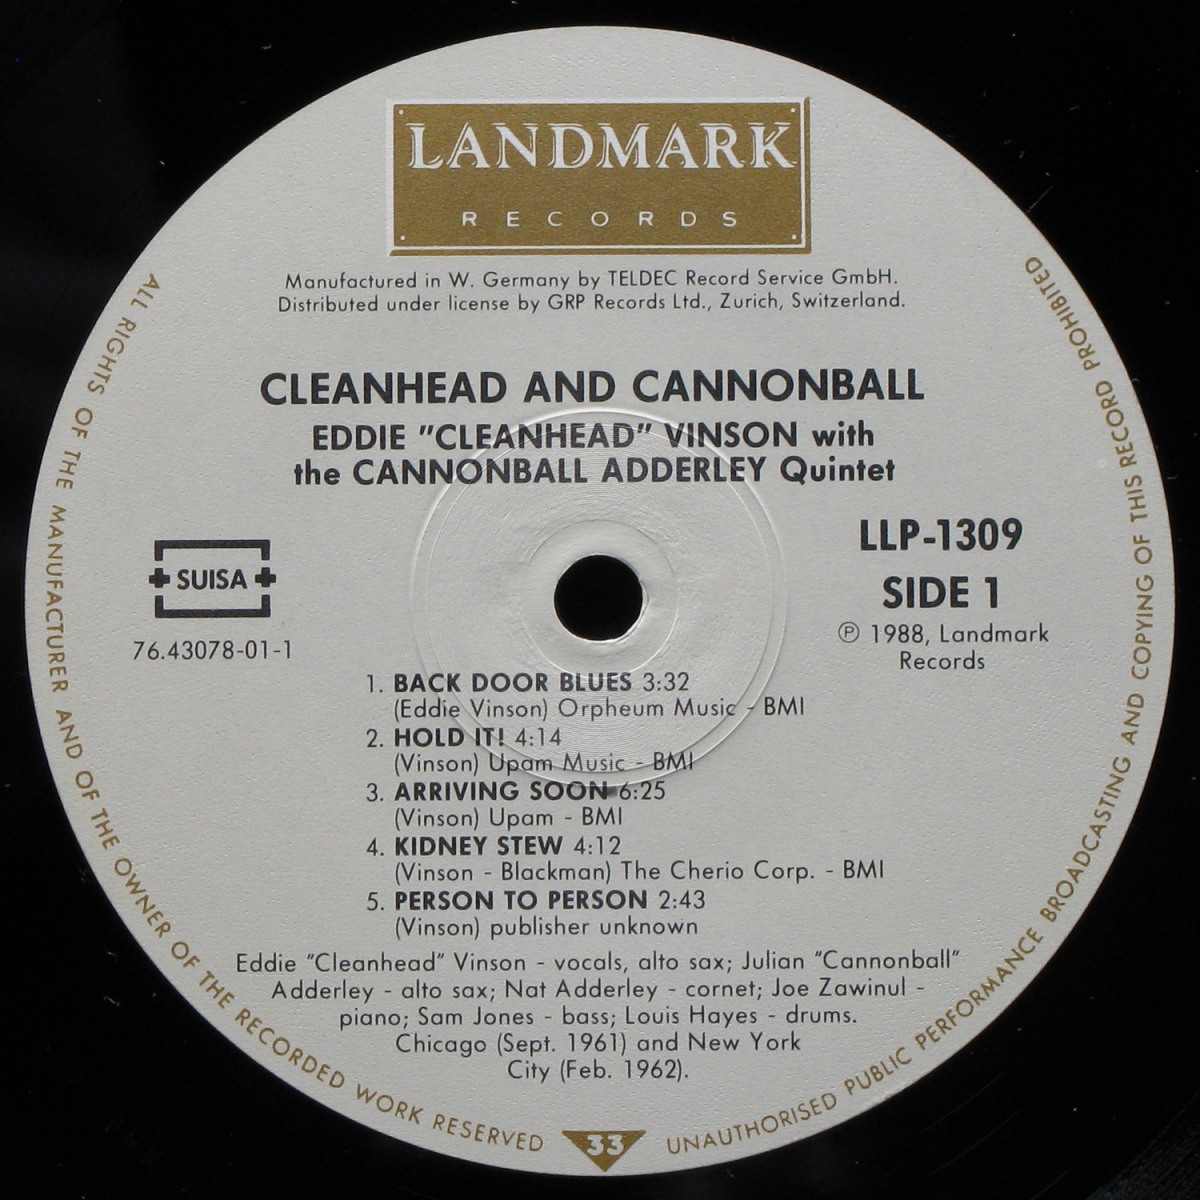 LANDMARK
RECORDS
Manufactured in W. Germany by TELDEC Record Service GmbH.
Distributed under license by GRP Records Ltd., Zurich, Switzerland.
CLEANHEAD AND CANNONBALL
EDDIE "CLEANHEAD" VINSON with
the CANNONBALL ADDERLEY Quintet
SUISA
76.43078-01-1
LLP-1309
SIDE 1
℗ 1988, Landmark
Records
1. BACK DOOR BLUES 3:32
(Eddie Vinson) Orpheum Music - BMI
2. HOLD IT! 4:14
(Vinson) Upam Music - BMI
3. ARRIVING SOON 6:25
(Vinson) Upam - BMI
4. KIDNEY STEW 4:12
(Vinson - Blackman) The Cherio Corp. - BMI
5. PERSON TO PERSON 2:43
(Vinson) publisher unknown
Eddie "Cleanhead" Vinson - vocals, alto sax; Julian "Cannonball"
Adderley - alto sax; Nat Adderley - cornet; Joe Zawinul -
piano; Sam Jones - bass; Louis Hayes - drums.
Chicago (Sept. 1961) and New York
City (Feb. 1962).
ALL RIGHTS OF THE MANUFACTURER AND OF THE OWNER OF THE RECORDED WORK RESERVED
33
UNAUTHORISED PUBLIC PERFORMANCE BROADCASTING AND COPYING OF THIS RECORD PROHIBITED